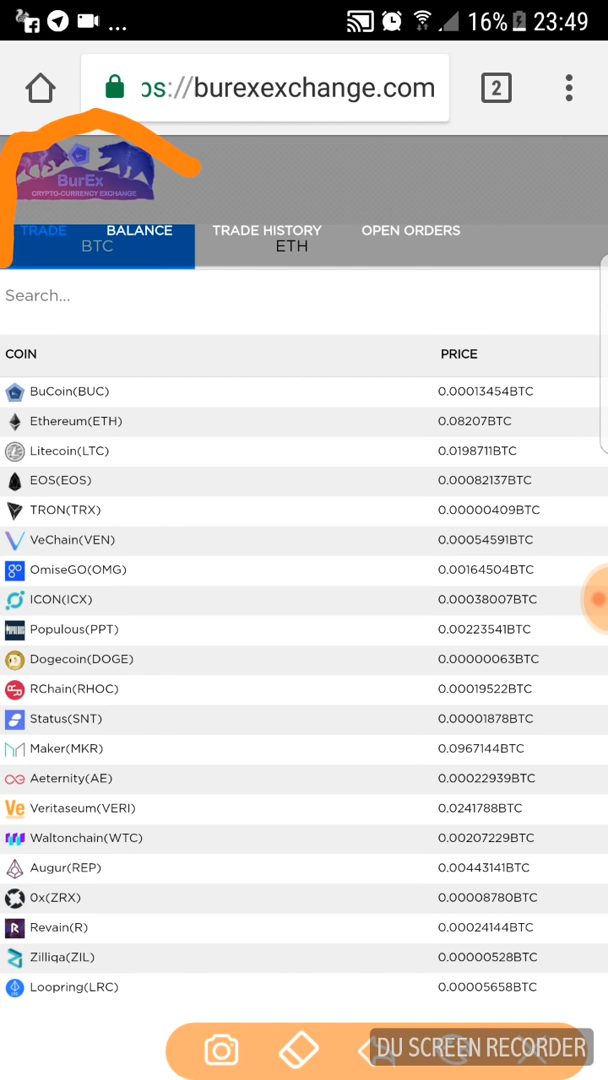 ... 16% 23:49
ps://burexexchange.com 2
BurEx
CRYPTO-CURRENCY EXCHANGE
TRADE BALANCE TRADE HISTORY OPEN ORDERS
BTC ETH
Search...
COIN PRICE
BuCoin(BUC) 0.00013454BTC
Ethereum(ETH) 0.08207BTC
Litecoin(LTC) 0.0198711BTC
EOS(EOS) 0.00082137BTC
TRON(TRX) 0.00000409BTC
VeChain(VEN) 0.00054591BTC
OmiseGO(OMG) 0.00164504BTC
ICON(ICX) 0.00038007BTC
Populous(PPT) 0.00223541BTC
Dogecoin(DOGE) 0.00000063BTC
RChain(RHOC) 0.00019522BTC
Status(SNT) 0.00001878BTC
Maker(MKR) 0.0967144BTC
Aeternity(AE) 0.00022939BTC
Veritaseum(VERI) 0.0241788BTC
Waltonchain(WTC) 0.00207229BTC
Augur(REP) 0.00443141BTC
0x(ZRX) 0.00008780BTC
Revain(R) 0.00024144BTC
Zilliqa(ZIL) 0.00000528BTC
Loopring(LRC) 0.00005658BTC
DU SCREEN RECORDER